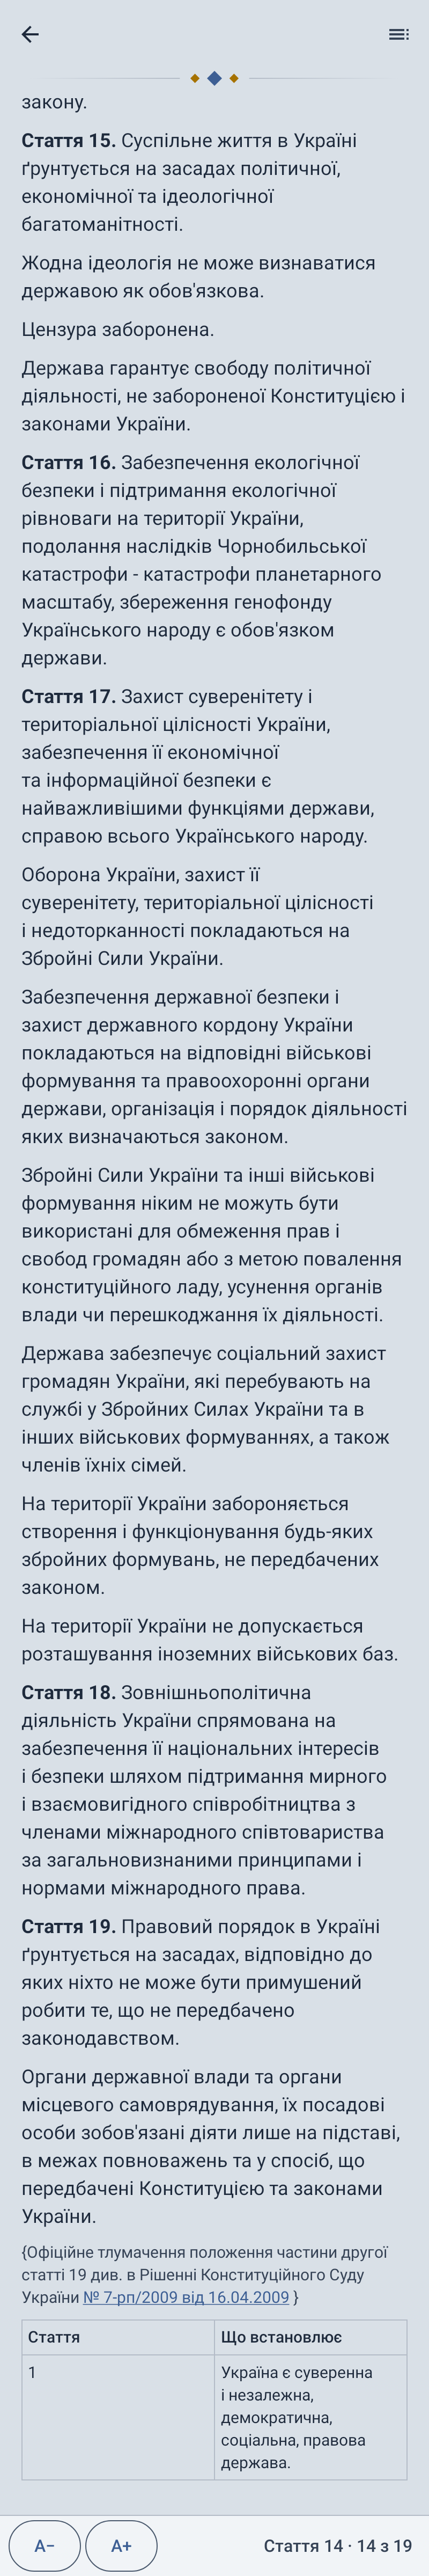 закону.
Стаття 15. Суспільне життя в Україні
ґрунтується на засадах політичної,
економічної та ідеологічної
багатоманітності.
Жодна ідеологія не може визнаватися
державою як обов'язкова.
Цензура заборонена.
Держава гарантує свободу політичної
діяльності, не забороненої Конституцією і
законами України.
Стаття 16. Забезпечення екологічної
безпеки і підтримання екологічної
рівноваги на території України,
подолання наслідків Чорнобильської
катастрофи - катастрофи планетарного
масштабу, збереження генофонду
Українського народу є обов'язком
держави.
Стаття 17. Захист суверенітету і
територіальної цілісності України,
забезпечення її економічної
та інформаційної безпеки є
найважливішими функціями держави,
справою всього Українського народу.
Оборона України, захист її
суверенітету, територіальної цілісності
і недоторканності покладаються на
Збройні Сили України.
Забезпечення державної безпеки і
захист державного кордону України
покладаються на відповідні військові
формування та правоохоронні органи
держави, організація і порядок діяльності
яких визначаються законом.
Збройні Сили України та інші військові
формування ніким не можуть бути
використані для обмеження прав і
свобод громадян або з метою повалення
конституційного ладу, усунення органів
влади чи перешкоджання їх діяльності.
Держава забезпечує соціальний захист
громадян України, які перебувають на
службі у Збройних Силах України та в
інших військових формуваннях, а також
членів їхніх сімей.
На території України забороняється
створення і функціонування будь-яких
збройних формувань, не передбачених
законом.
На території України не допускається
розташування іноземних військових баз.
Стаття 18. Зовнішньополітична
діяльність України спрямована на
забезпечення її національних інтересів
і безпеки шляхом підтримання мирного
і взаємовигідного співробітництва з
членами міжнародного співтовариства
за загальновизнаними принципами і
нормами міжнародного права.
Стаття 19. Правовий порядок в Україні
ґрунтується на засадах, відповідно до
яких ніхто не може бути примушений
робити те, що не передбачено
законодавством.
Органи державної влади та органи
місцевого самоврядування, їх посадові
особи зобов'язані діяти лише на підставі,
в межах повноважень та у спосіб, що
передбачені Конституцією та законами
України.
{Офіційне тлумачення положення частини другої
статті 19 див. в Рішенні Конституційного Суду
України № 7-рп/2009 від 16.04.2009 }
Стаття Що встановлює
1 Україна є суверенна
і незалежна,
демократична,
соціальна, правова
держава.
A− A+ Стаття 14 · 14 з 19